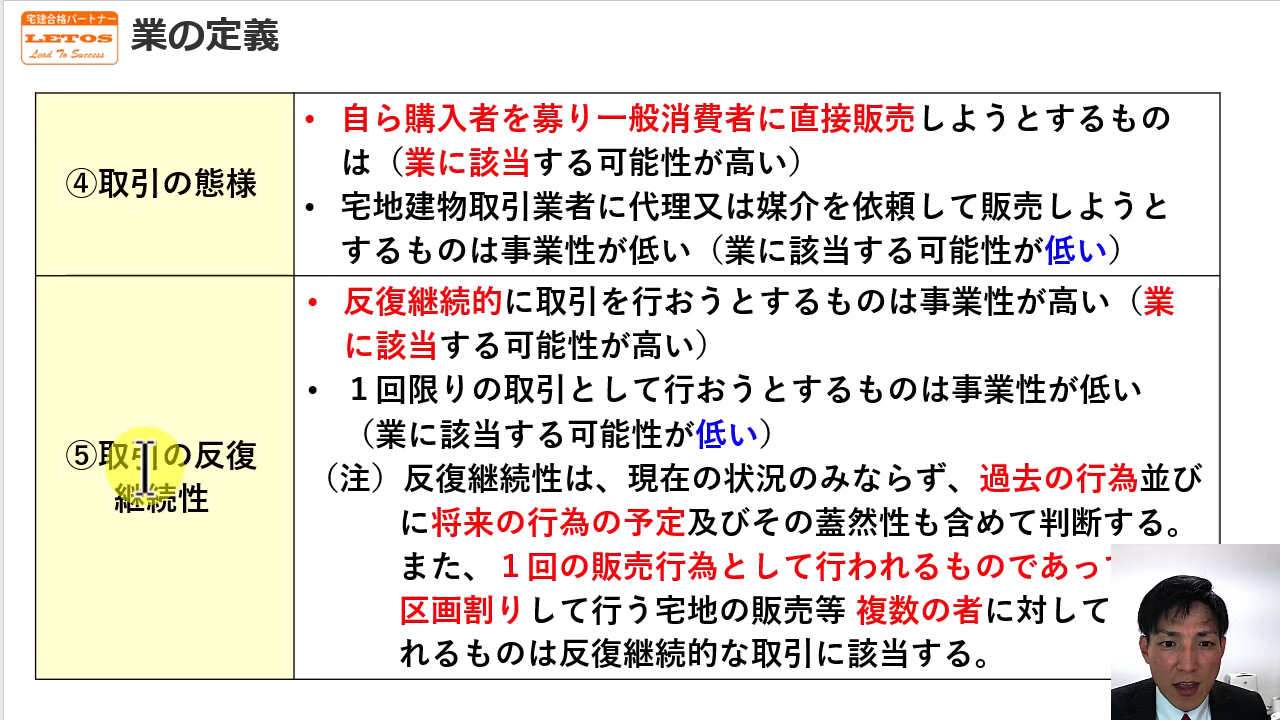 宅建合格パートナー
LETOS
Lead To Success
業の定義
④取引の態様
• 自ら購入者を募り一般消費者に直接販売しようとするもの
は（業に該当する可能性が高い）
• 宅地建物取引業者に代理又は媒介を依頼して販売しようと
するものは事業性が低い（業に該当する可能性が低い）
⑤取引の反復
継続性
• 反復継続的に取引を行おうとするものは事業性が高い（業
に該当する可能性が高い）
• １回限りの取引として行おうとするものは事業性が低い
（業に該当する可能性が低い）
（注）反復継続性は、現在の状況のみならず、過去の行為並び
に将来の行為の予定及びその蓋然性も含めて判断する。
また、１回の販売行為として行われるものであっ
区画割りして行う宅地の販売等 複数の者に対して
れるものは反復継続的な取引に該当する。